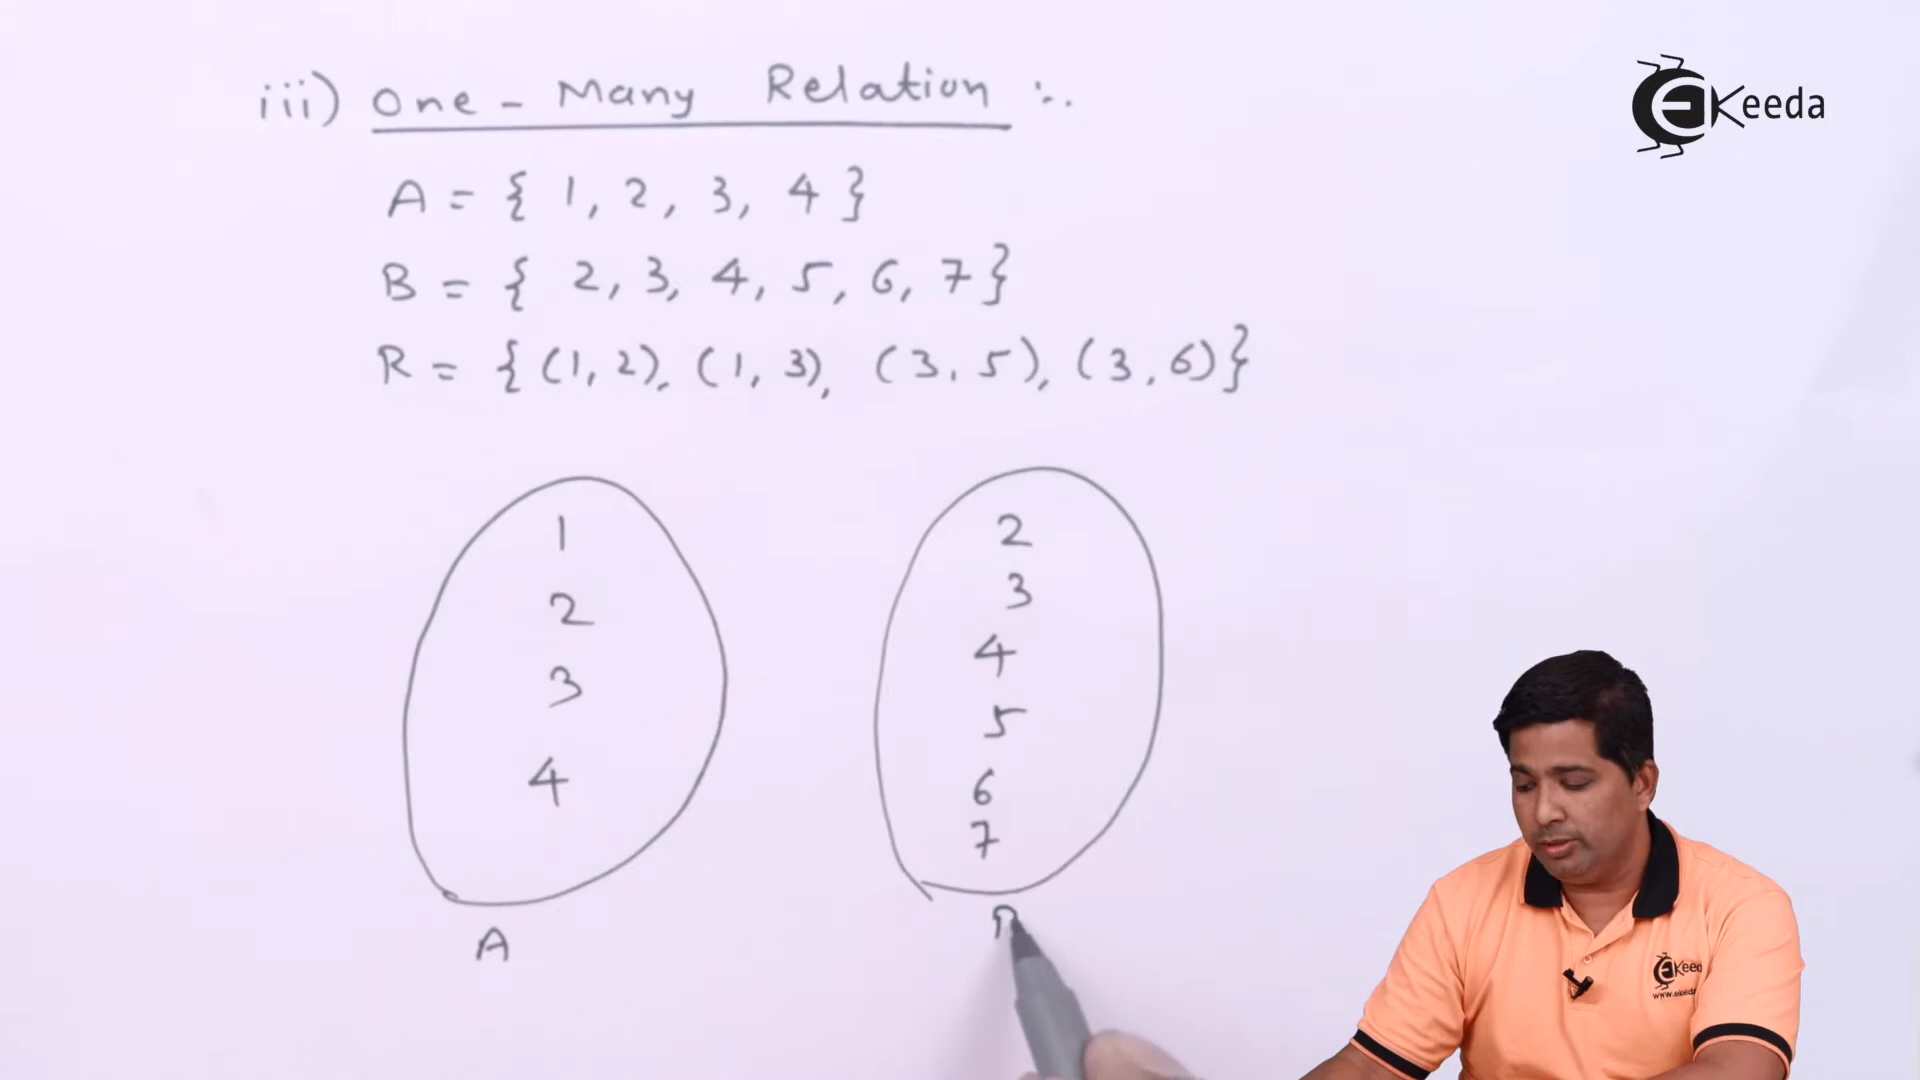 iii) One - Many Relation :-
EKeeda
A = { 1, 2, 3, 4 }
B = { 2, 3, 4, 5, 6, 7 }
R = { (1, 2), (1, 3), (3, 5), (3, 6) }
1
2
3
4
A
2
3
4
5
6
7